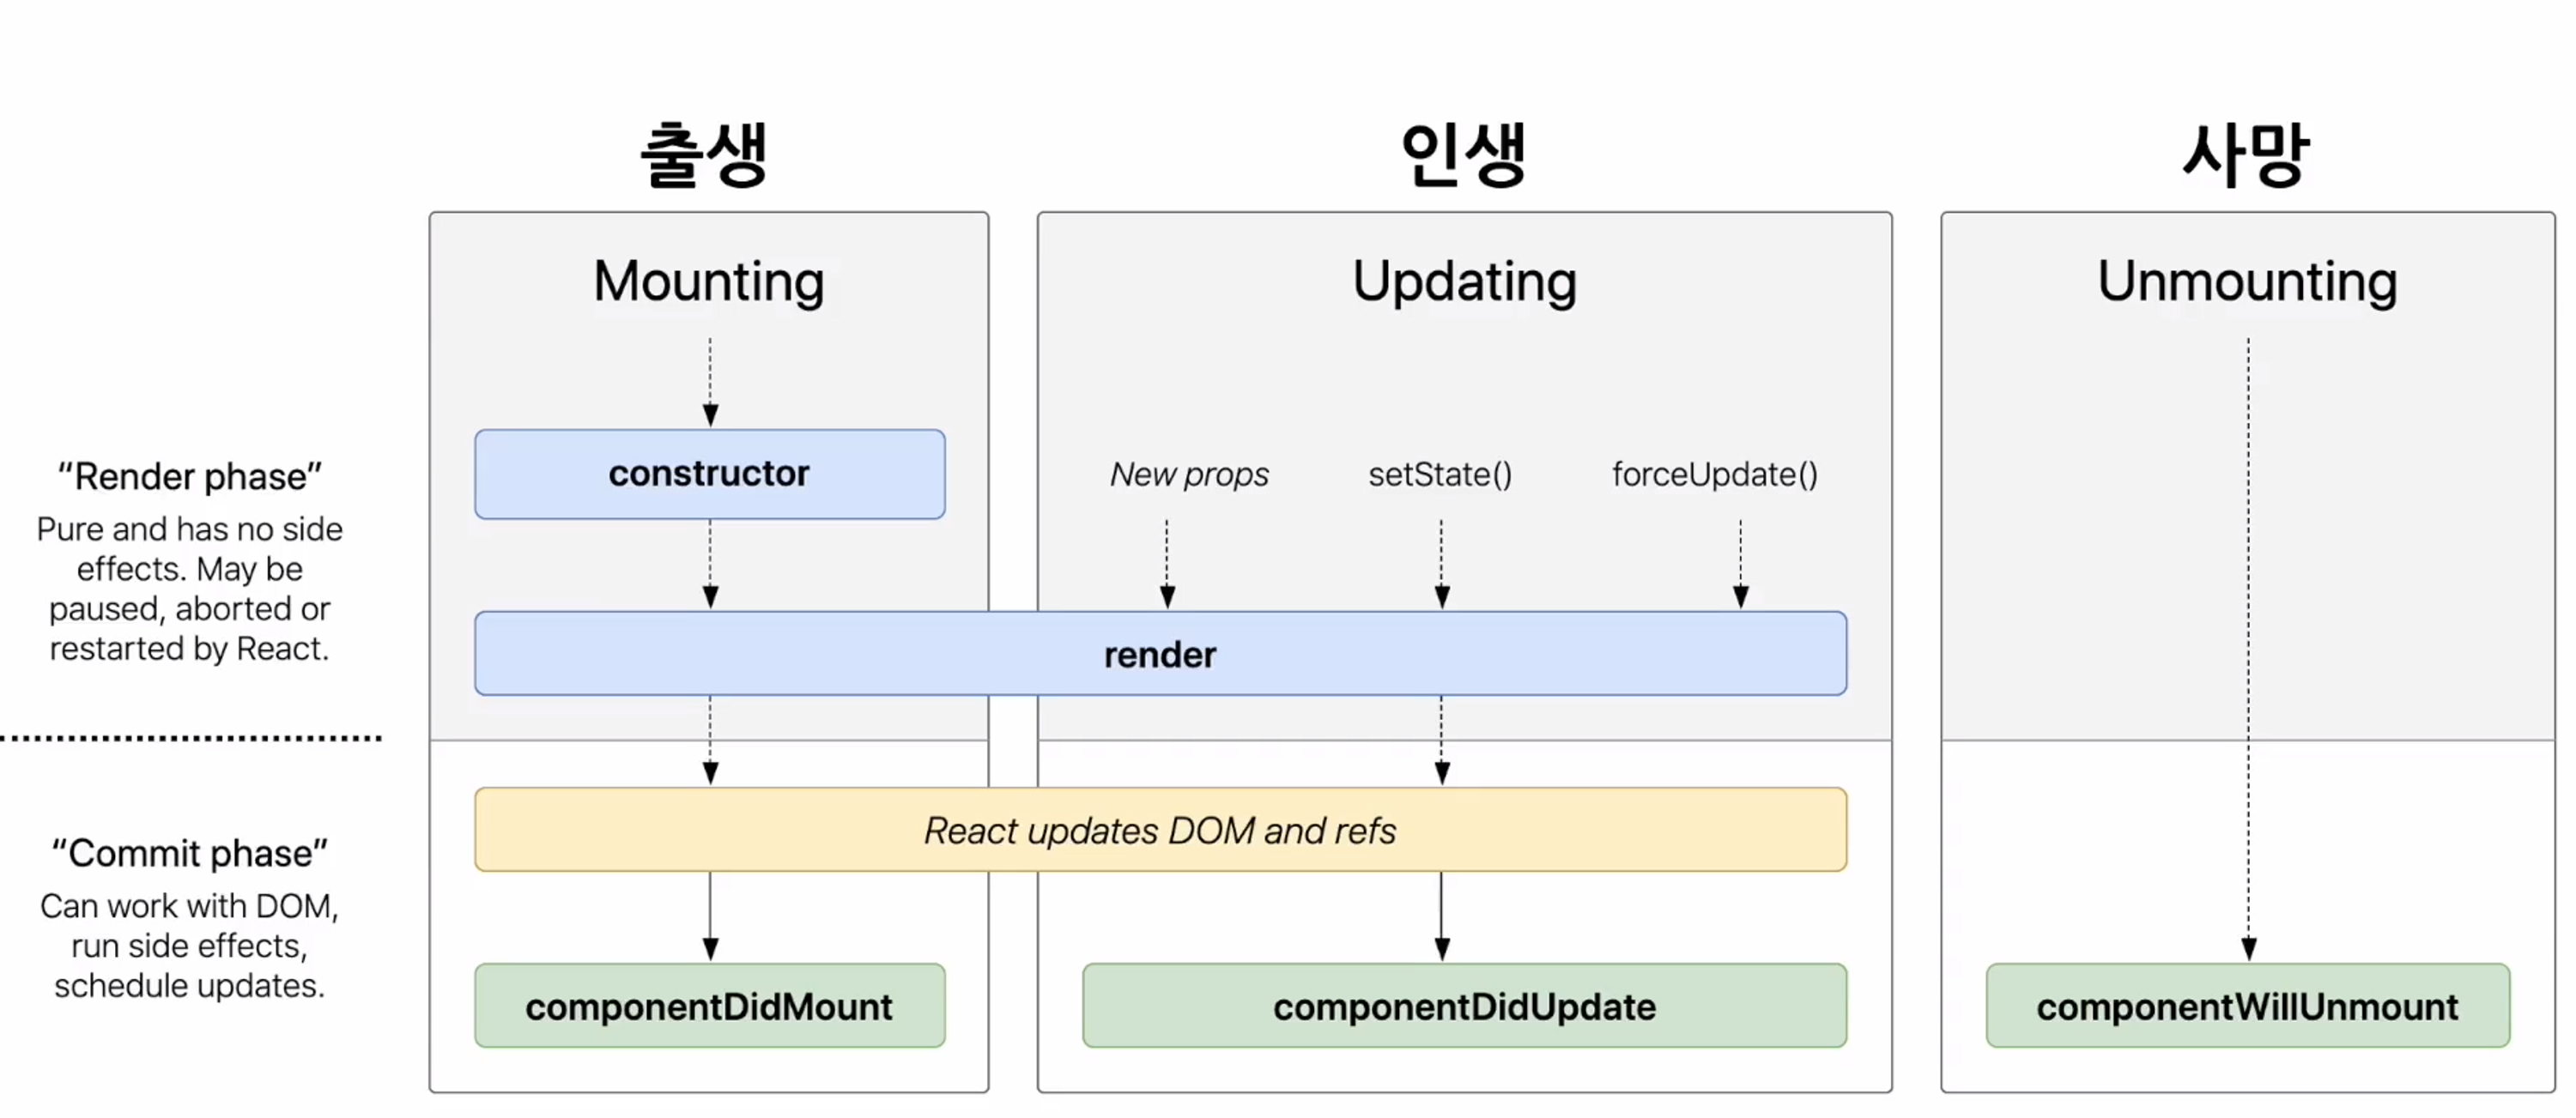 출생
인생
사망
Mounting
Updating
Unmounting
“Render phase”
Pure and has no side
effects. May be
paused, aborted or
restarted by React.
constructor
New props
setState()
forceUpdate()
render
“Commit phase”
Can work with DOM,
run side effects,
schedule updates.
React updates DOM and refs
componentDidMount
componentDidUpdate
componentWillUnmount